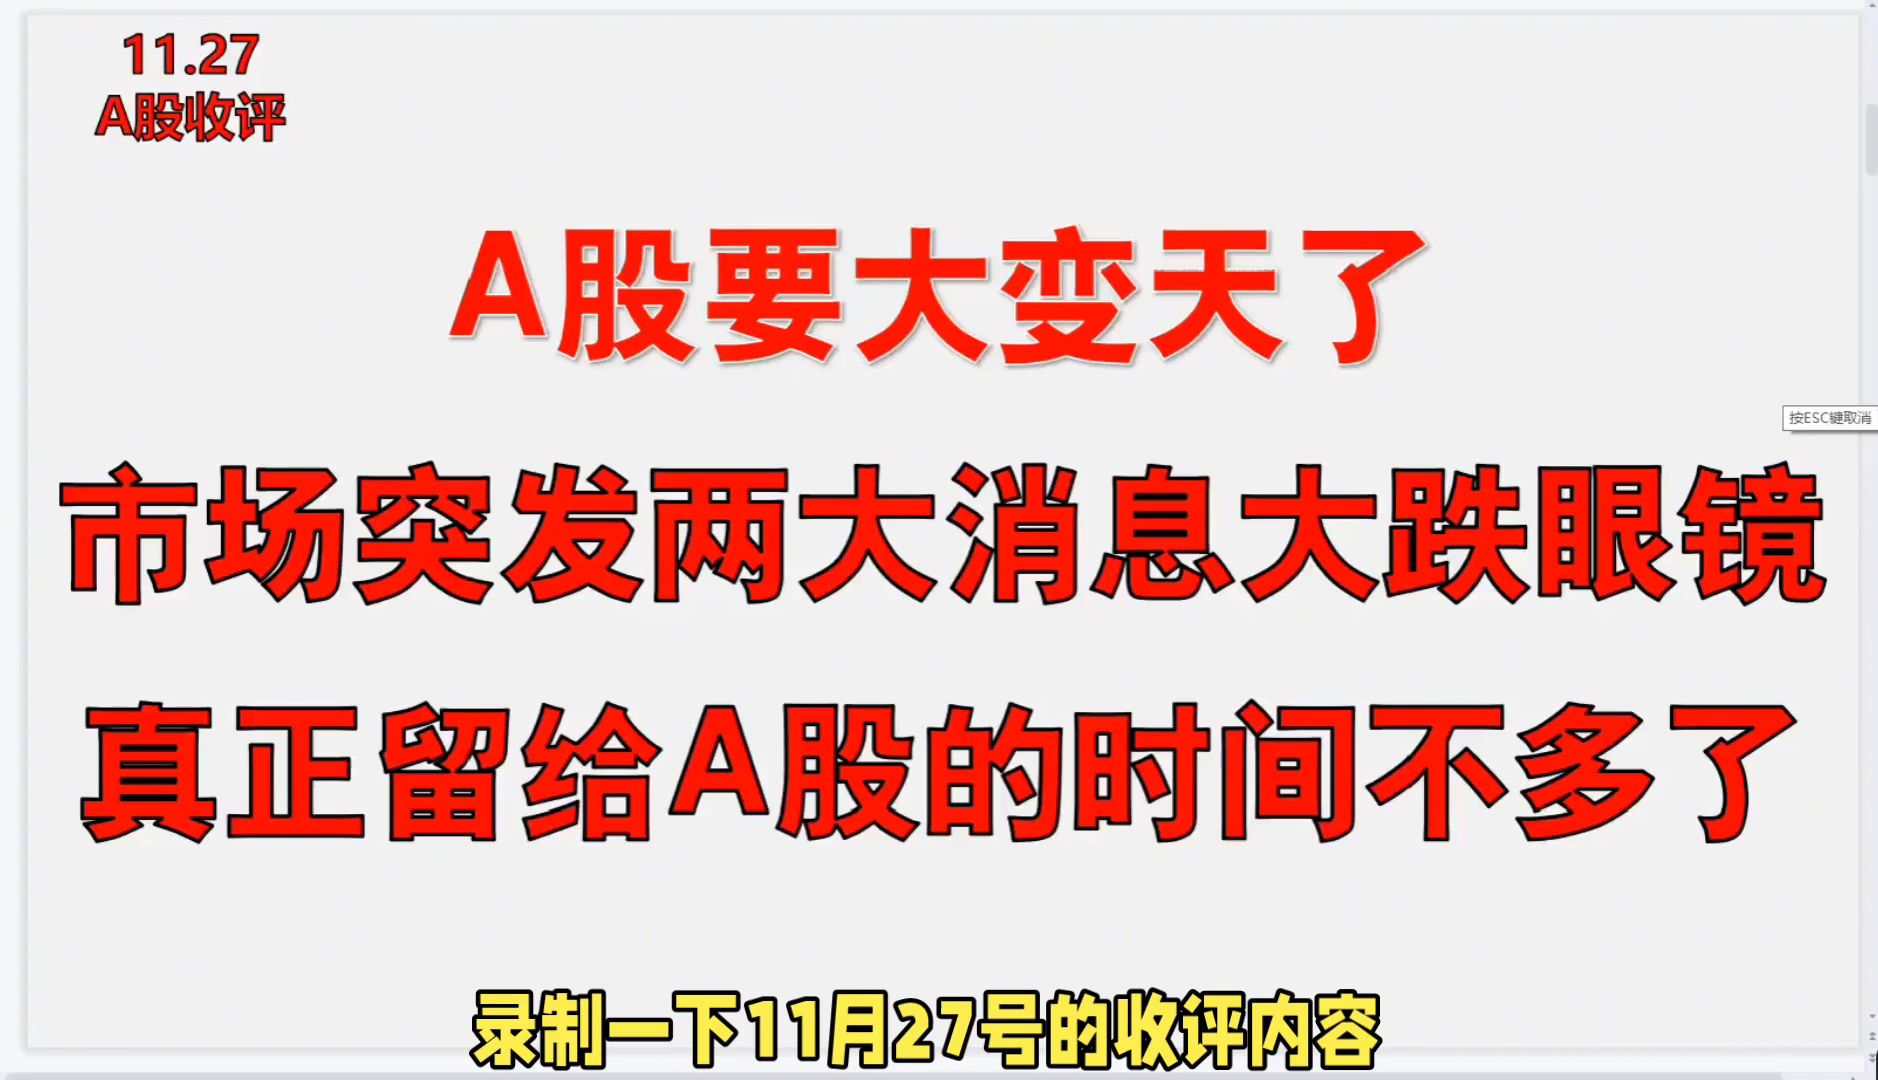 11.27
A股收评
A股要大变天了
按ESC键取消
市场突发两大消息大跌眼镜
真正留给A股的时间不多了
录制一下11月27号的收评内容